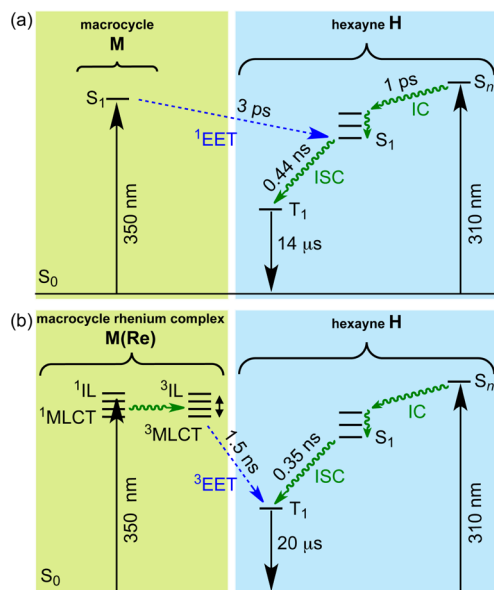 (a)
macrocycle
M
hexayne H
S₁
3 ps
¹EET
1 ps
Sₙ
IC
S₁
0.44 ns
ISC
T₁
350 nm
14 µs
310 nm
S₀
(b)
macrocycle rhenium complex
M(Re)
hexayne H
¹IL
³IL
¹MLCT
³MLCT
1.5 ns
³EET
Sₙ
IC
S₁
0.35 ns
ISC
T₁
350 nm
20 µs
310 nm
S₀